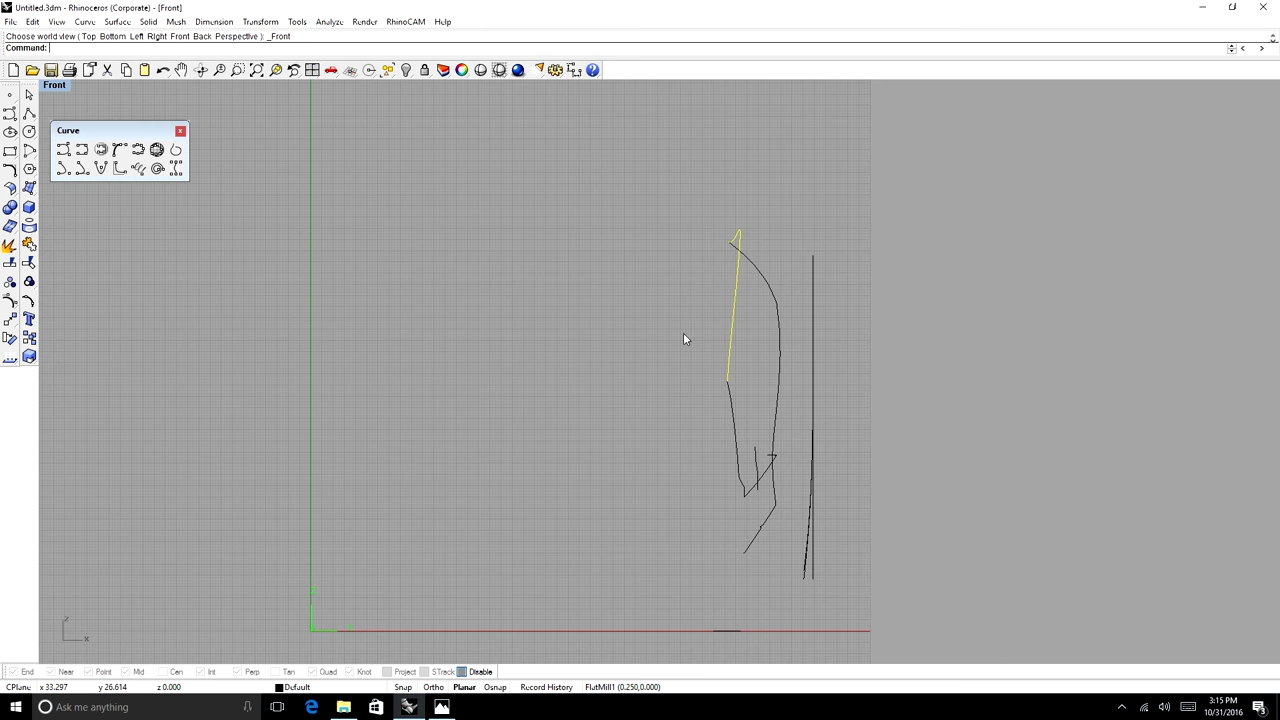 Untitled.3dm - Rhinoceros (Corporate) - [Front]
File Edit View Curve Surface Solid Mesh Dimension Transform Tools Analyze Render RhinoCAM Help
Choose world view ( Top Bottom Left Right Front Back Perspective ): _Front
Command:
Front
Curve
z
x
End Near Point Mid Cen Int Perp Tan Quad Knot Project STrack Disable
CPlane x 33.297 y 26.614 z 0.000 Default Snap Ortho Planar Osnap Record History FlatMill1 (0.250,0.000)
Ask me anything
3:15 PM
10/31/2016